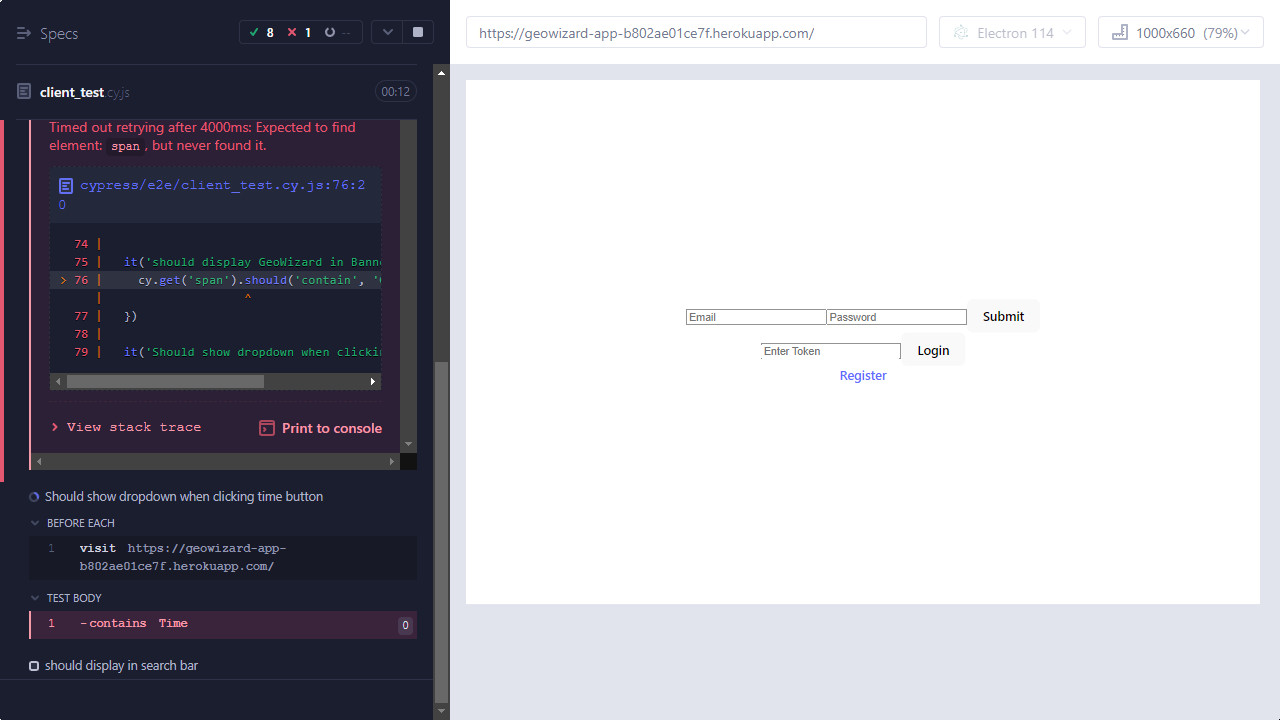 Specs
8 1 --
client_test.cy.js 00:12
Timed out retrying after 4000ms: Expected to find
element: span, but never found it.
cypress/e2e/client_test.cy.js:76:2
0
74 |
75 | it('should display GeoWizard in Bann
> 76 | cy.get('span').should('contain', '
| ^
77 | })
78 |
79 | it('Should show dropdown when clicki
> View stack trace Print to console
Should show dropdown when clicking time button
BEFORE EACH
1 visit https://geowizard-app-
b802ae01ce7f.herokuapp.com/
TEST BODY
1 -contains Time 0
should display in search bar
https://geowizard-app-b802ae01ce7f.herokuapp.com/ Electron 114 1000x660 (79%)
Email Password Submit
Enter Token Login
Register